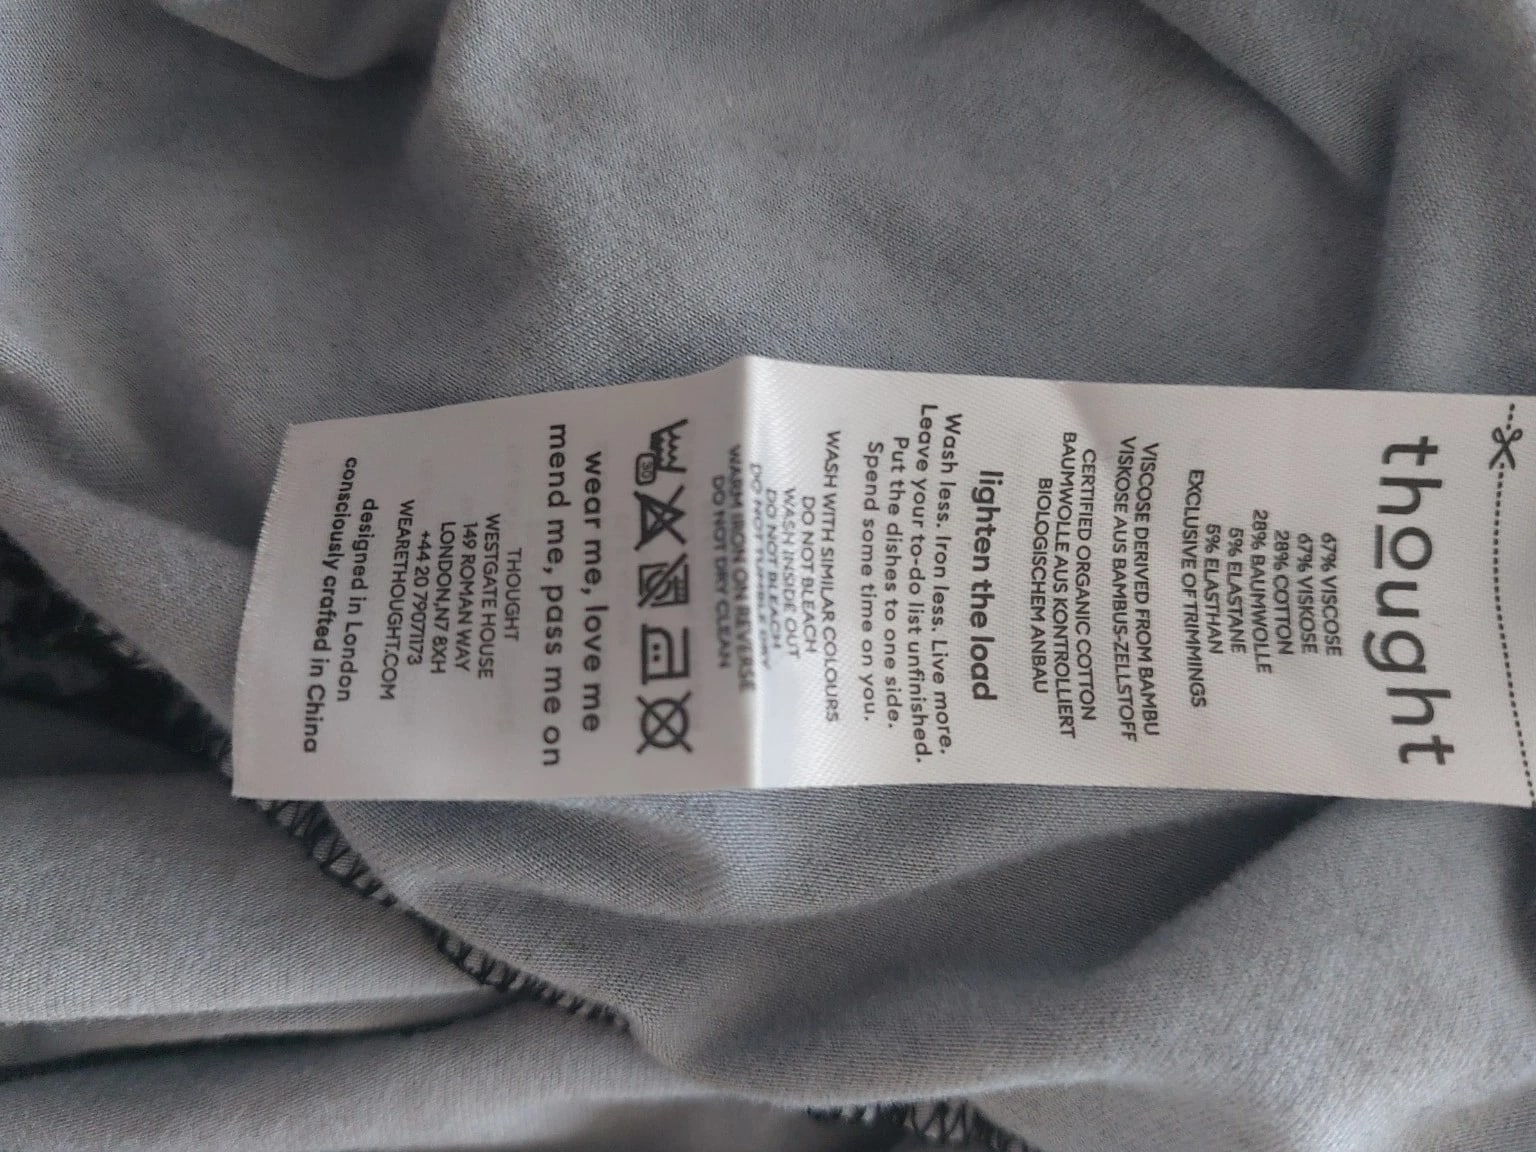 thought
67% VISCOSE
67% VISKOSE
28% COTTON
28% BAUMWOLLE
5% ELASTANE
5% ELASTHAN
EXCLUSIVE OF TRIMMINGS
VISCOSE DERIVED FROM BAMBU
VISKOSE AUS BAMBUS-ZELLSTOFF
CERTIFIED ORGANIC COTTON
BAUMWOLLE AUS KONTROLLIERT
BIOLOGISCHEM ANBAU
lighten the load
Wash less. Iron less. Live more.
Leave your to-do list unfinished.
Put the dishes to one side.
Spend some time on you.
WASH WITH SIMILAR COLOURS
DO NOT BLEACH
WASH INSIDE OUT
DO NOT BLEACH
DO NOT TUMBLE DRY
WARM IRON ON REVERSE
DO NOT DRY CLEAN
30
wear me, love me
mend me, pass me on
THOUGHT
WESTGATE HOUSE
149 ROMAN WAY
LONDON,N7 8XH
+44 20 79071173
WEARETHOUGHT.COM
designed in London
consciously crafted in China